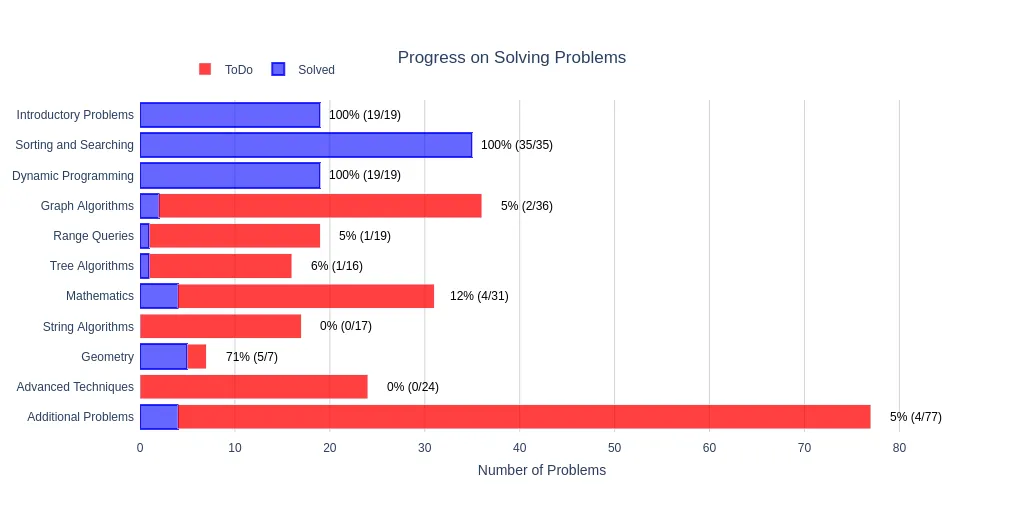 Progress on Solving Problems
ToDo Solved
Introductory Problems 100% (19/19)
Sorting and Searching 100% (35/35)
Dynamic Programming 100% (19/19)
Graph Algorithms 5% (2/36)
Range Queries 5% (1/19)
Tree Algorithms 6% (1/16)
Mathematics 12% (4/31)
String Algorithms 0% (0/17)
Geometry 71% (5/7)
Advanced Techniques 0% (0/24)
Additional Problems 5% (4/77)
0 10 20 30 40 50 60 70 80
Number of Problems